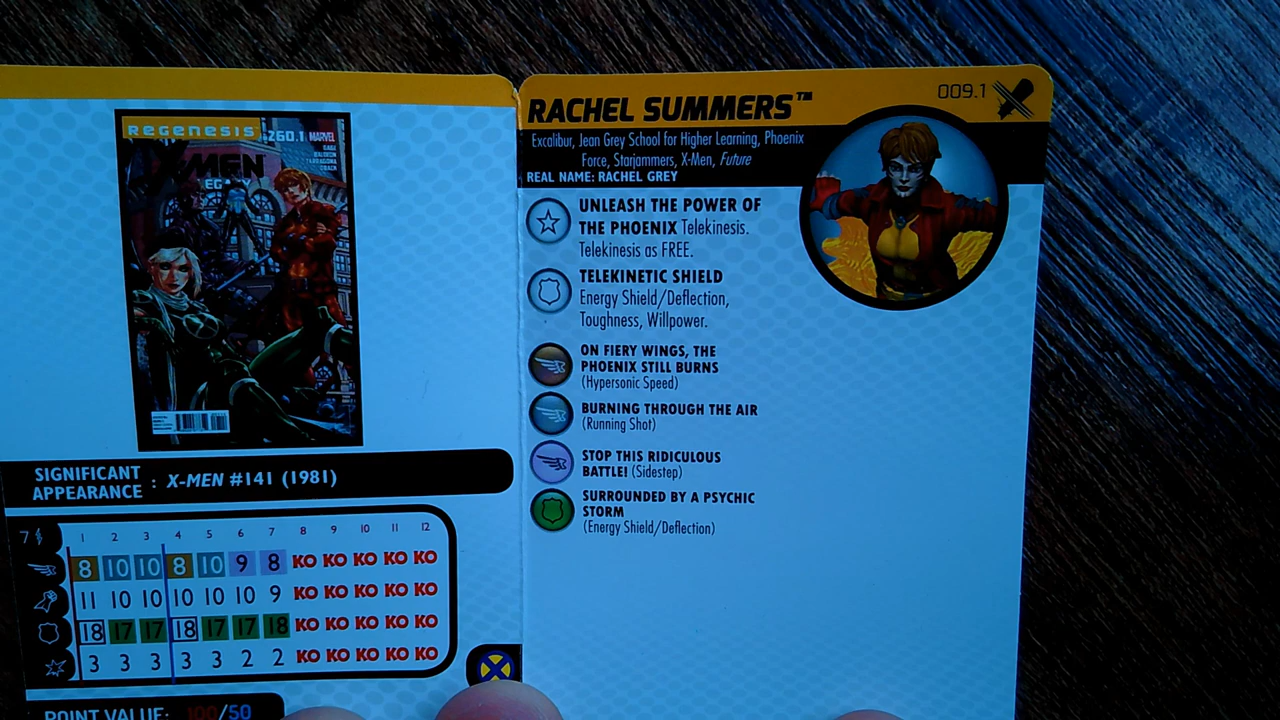 REGENESIS 260.1 MARVEL
GAGE
BALDEON
X-MEN
LEGACY
SIGNIFICANT
APPEARANCE : X-MEN #141 (1981)
7 1 2 3 4 5 6 7 8 9 10 11 12
8 10 10 8 10 9 8 KO KO KO KO KO
11 10 10 10 10 10 9 KO KO KO KO KO
18 17 17 18 17 17 18 KO KO KO KO KO
3 3 3 3 3 2 2 KO KO KO KO KO
POINT VALUE: 100/50
RACHEL SUMMERS™ 009.1
Excalibur, Jean Grey School for Higher Learning, Phoenix
Force, Starjammers, X-Men, Future
REAL NAME: RACHEL GREY
UNLEASH THE POWER OF
THE PHOENIX Telekinesis.
Telekinesis as FREE.
TELEKINETIC SHIELD
Energy Shield/Deflection,
Toughness, Willpower.
ON FIERY WINGS, THE
PHOENIX STILL BURNS
(Hypersonic Speed)
BURNING THROUGH THE AIR
(Running Shot)
STOP THIS RIDICULOUS
BATTLE! (Sidestep)
SURROUNDED BY A PSYCHIC
STORM
(Energy Shield/Deflection)